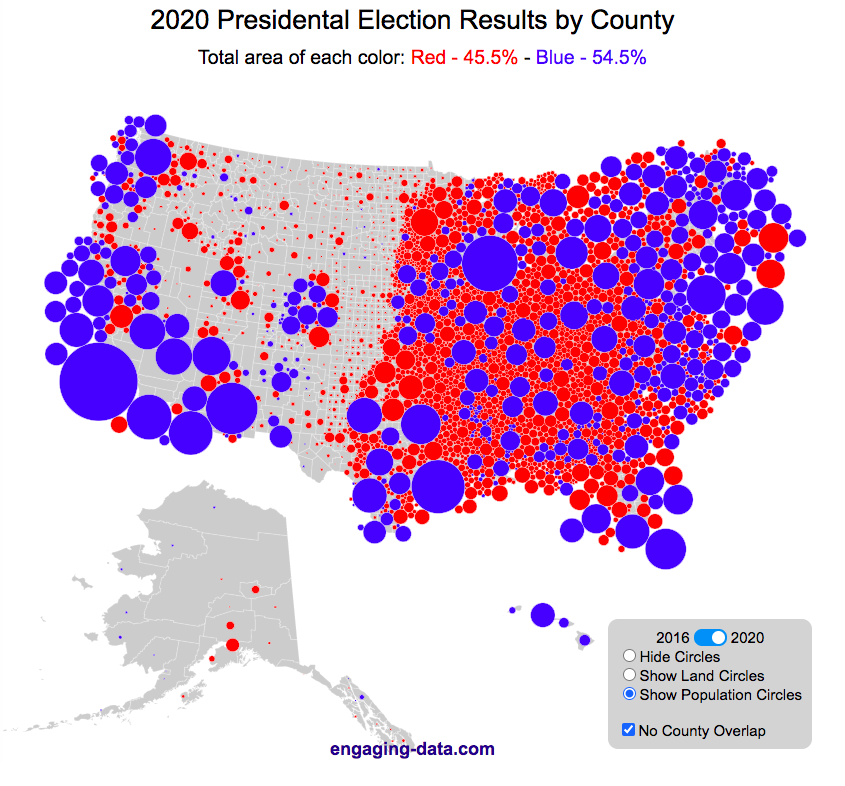 2020 Presidental Election Results by County
Total area of each color: Red - 45.5% - Blue - 54.5%
2016 2020
Hide Circles
Show Land Circles
Show Population Circles
No County Overlap
engaging-data.com